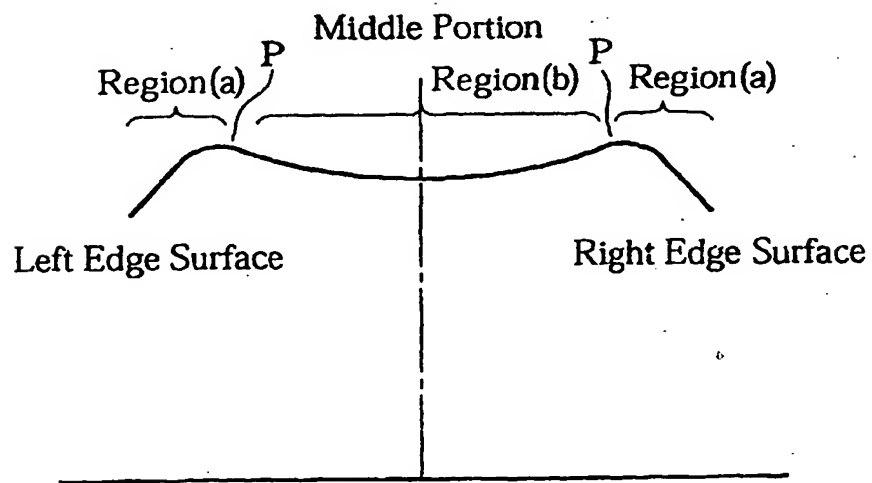 Middle Portion
P P
Region(a) Region(b) Region(a)
Left Edge Surface Right Edge Surface